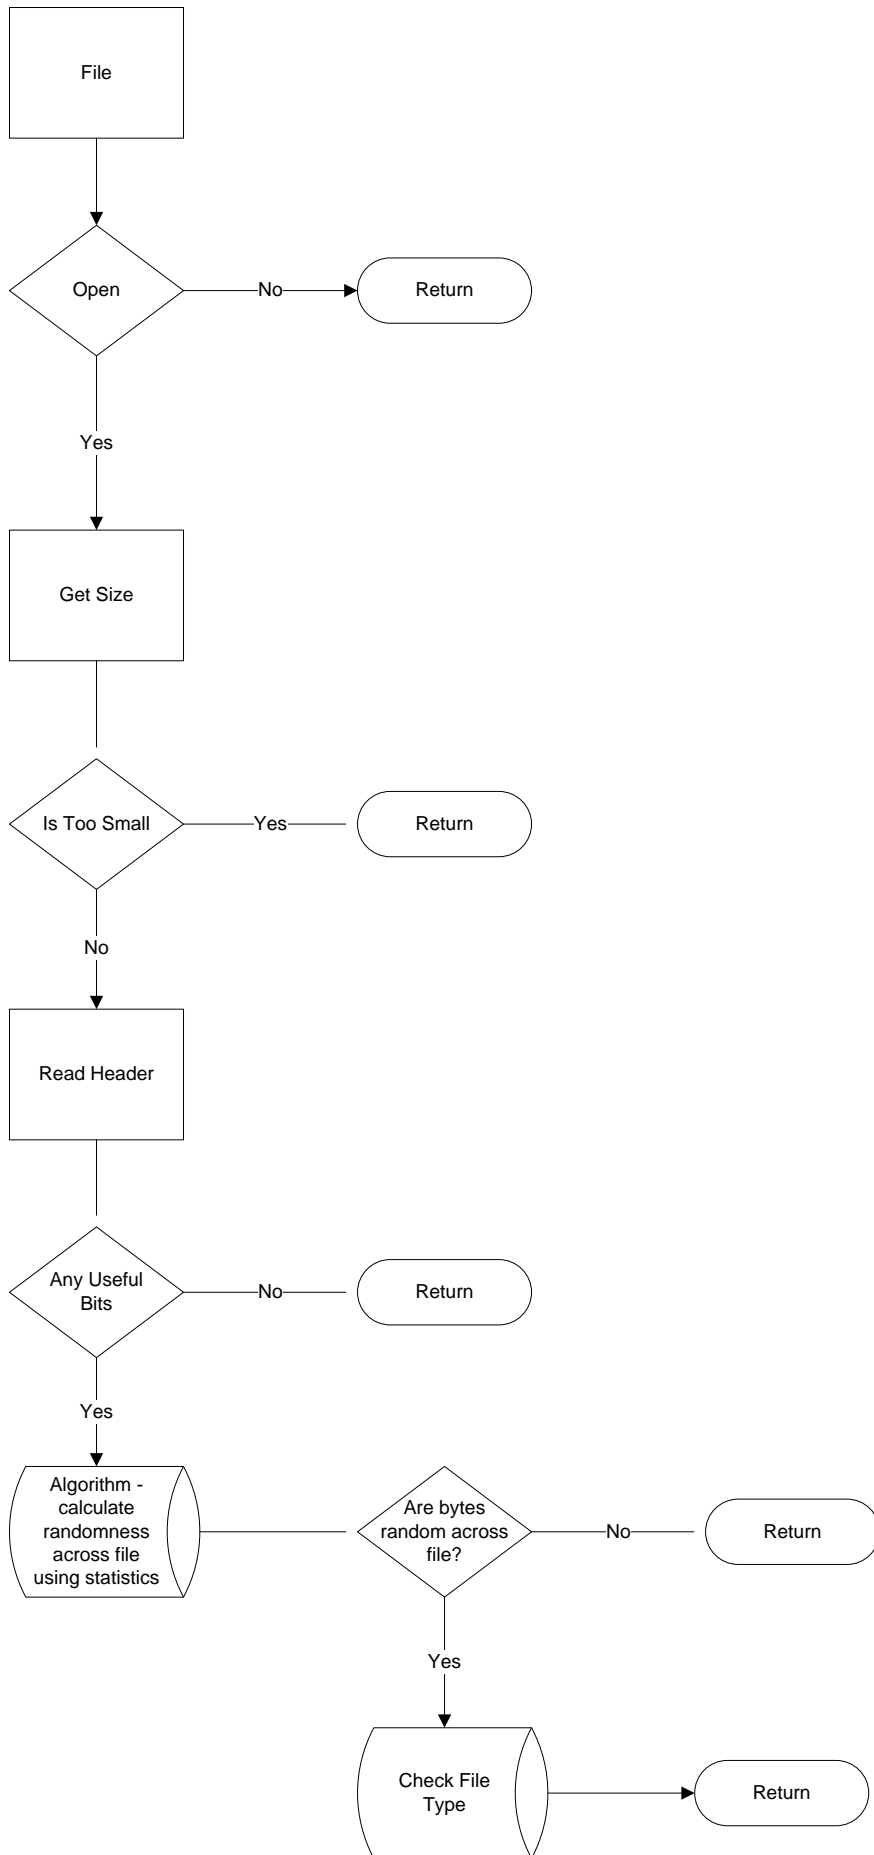 File
Open
No
Return
Yes
Get Size
Is Too Small
Yes
Return
No
Read Header
Any Useful
Bits
No
Return
Yes
Algorithm -
calculate
randomness
across file
using statistics
Are bytes
random across
file?
No
Return
Yes
Check File
Type
Return